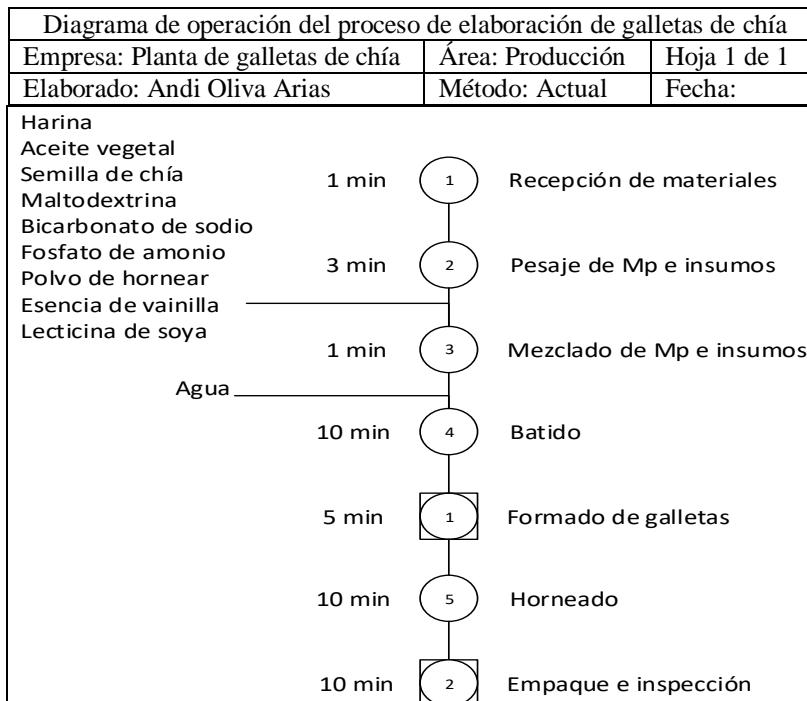 Diagrama de operación del proceso de elaboración de galletas de chía
Empresa: Planta de galletas de chía Área: Producción Hoja 1 de 1
Elaborado: Andi Oliva Arias Método: Actual Fecha:
Harina
Aceite vegetal
Semilla de chía
Maltodextrina
Bicarbonato de sodio
Fosfato de amonio
Polvo de hornear
Esencia de vainilla
Lecticina de soya
1 min 1 Recepción de materiales
3 min 2 Pesaje de Mp e insumos
1 min 3 Mezclado de Mp e insumos
Agua
10 min 4 Batido
5 min 1 Formado de galletas
10 min 5 Horneado
10 min 2 Empaque e inspección